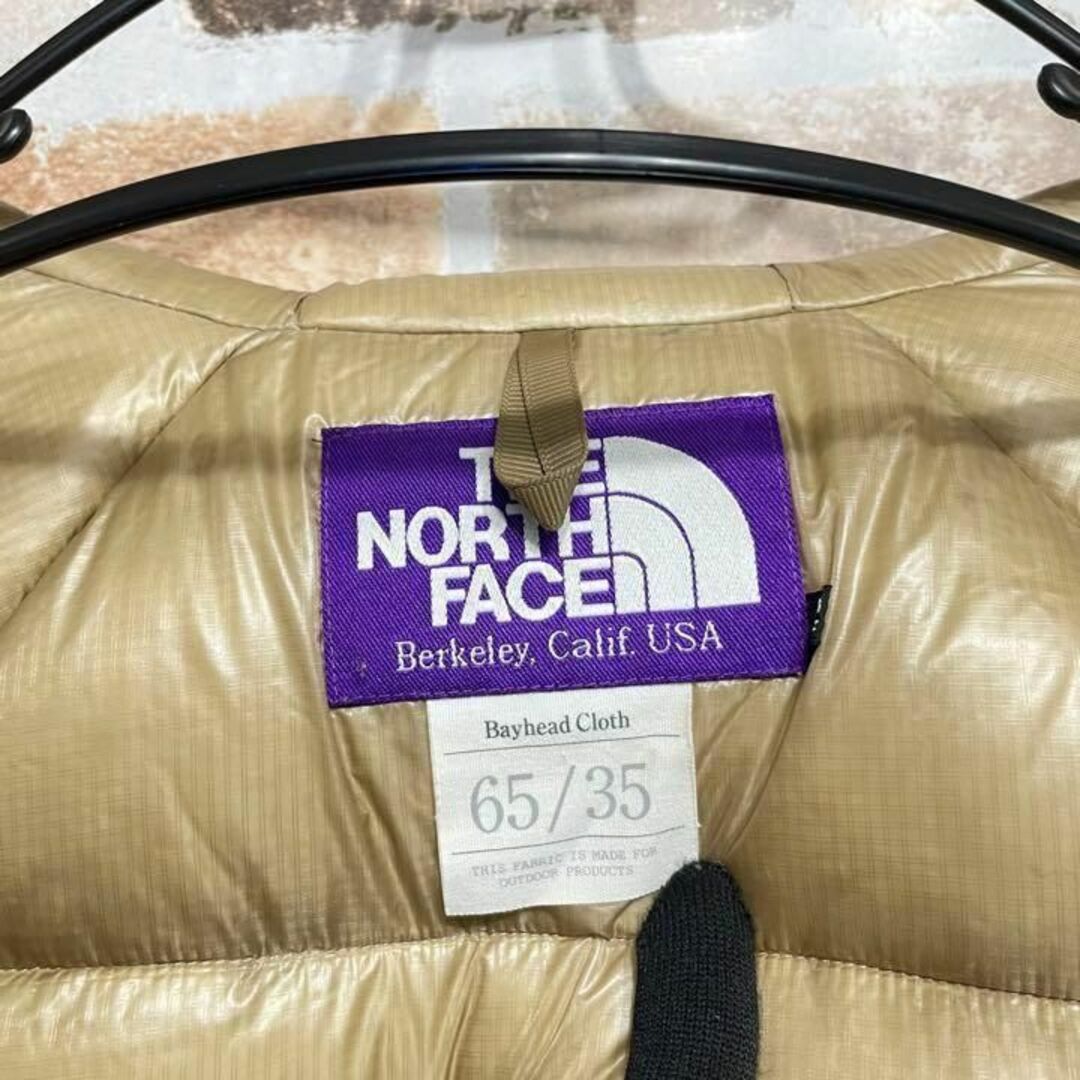 THE
NORTH
FACE
Berkeley, Calif. USA
Bayhead Cloth
65/35
THIS FABRIC IS MADE FOR
OUTDOOR PRODUCTS